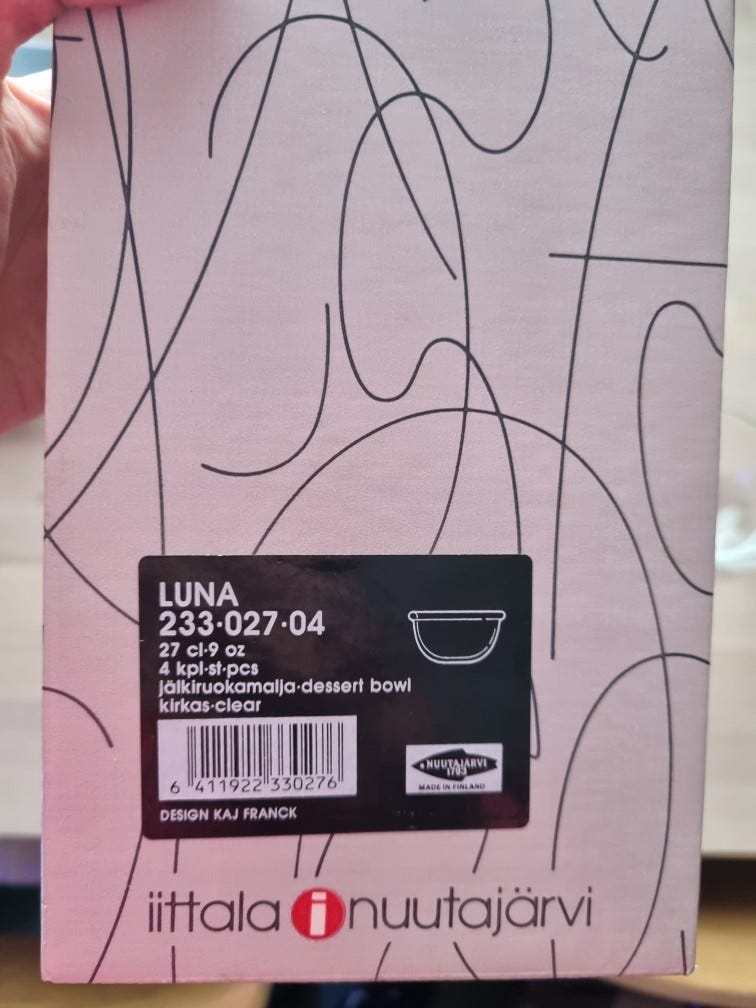 LUNA
233·027·04
27 cl·9 oz
4 kpl·st·pcs
jälkiruokamalja·dessert bowl
kirkas·clear
6 411922 330276
NUUTAJÄRVI
1793
MADE IN FINLAND
DESIGN KAJ FRANCK
iittala i nuutajärvi